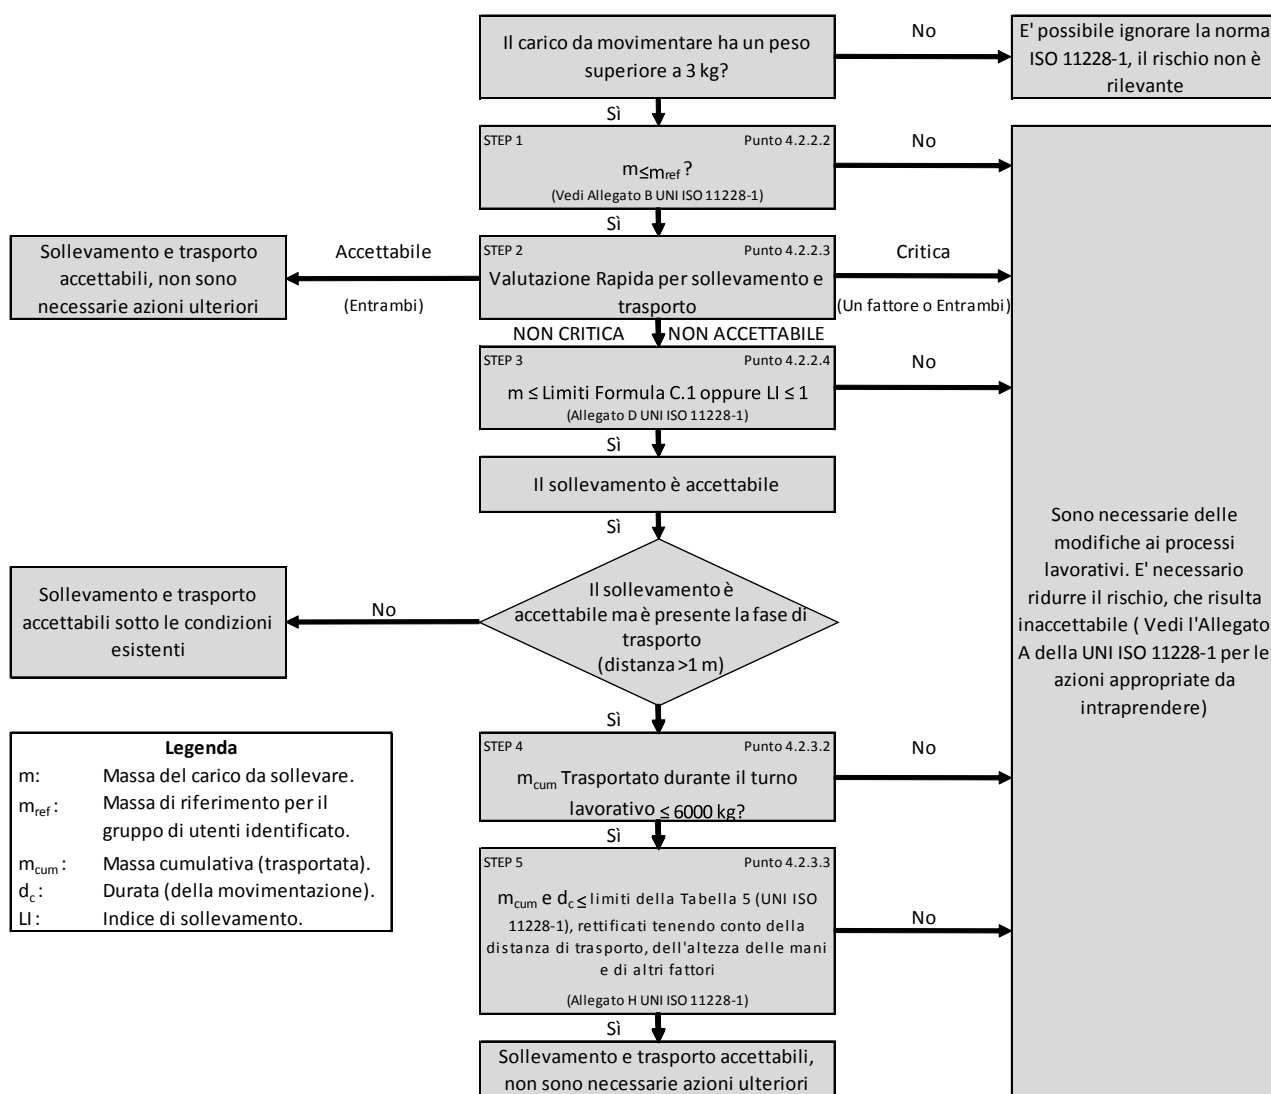 Il carico da movimentare ha un peso
superiore a 3 kg?
No
E' possibile ignorare la norma
ISO 11228-1, il rischio non è
rilevante
Sì
STEP 1 Punto 4.2.2.2
m≤mref ?
(Vedi Allegato B UNI ISO 11228-1)
No
Sì
Sollevamento e trasporto
accettabili, non sono
necessarie azioni ulteriori
Accettabile
(Entrambi)
STEP 2 Punto 4.2.2.3
Valutazione Rapida per sollevamento e
trasporto
Critica
(Un fattore o Entrambi)
NON CRITICA NON ACCETTABILE
STEP 3 Punto 4.2.2.4
m ≤ Limiti Formula C.1 oppure LI ≤ 1
(Allegato D UNI ISO 11228-1)
No
Sì
Il sollevamento è accettabile
Sì
Sollevamento e trasporto
accettabili sotto le condizioni
esistenti
No
Il sollevamento è
accettabile ma è presente la fase di
trasporto
(distanza >1 m)
Sono necessarie delle
modifiche ai processi
lavorativi. E' necessario
ridurre il rischio, che risulta
inaccettabile ( Vedi l'Allegato
A della UNI ISO 11228-1 per le
azioni appropriate da
intraprendere)
Sì
STEP 4 Punto 4.2.3.2
mcum Trasportato durante il turno
lavorativo ≤ 6000 kg?
No
Sì
STEP 5 Punto 4.2.3.3
mcum e dc ≤ limiti della Tabella 5 (UNI ISO
11228-1), rettificati tenendo conto della
distanza di trasporto, dell'altezza delle mani
e di altri fattori
(Allegato H UNI ISO 11228-1)
No
Sì
Sollevamento e trasporto accettabili,
non sono necessarie azioni ulteriori
Legenda
m: Massa del carico da sollevare.
mref : Massa di riferimento per il
gruppo di utenti identificato.
mcum : Massa cumulativa (trasportata).
dc : Durata (della movimentazione).
LI : Indice di sollevamento.